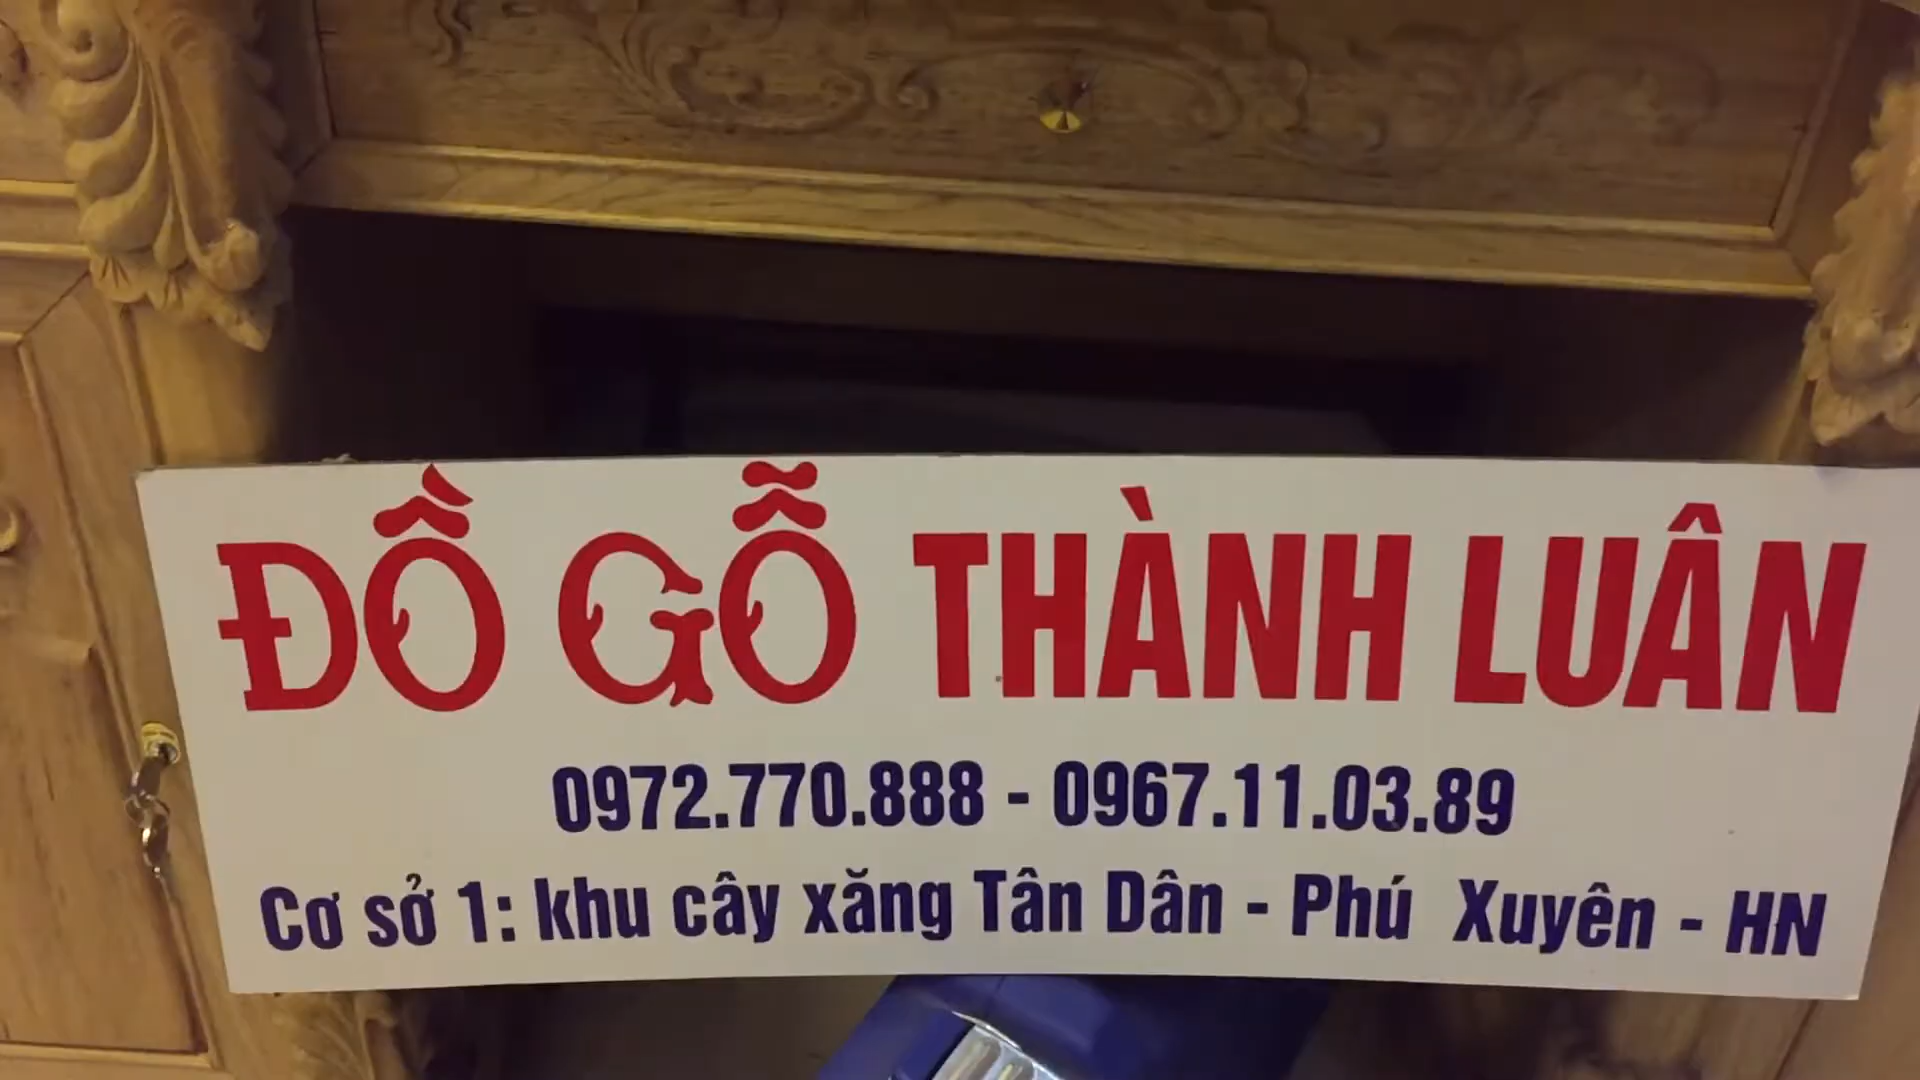 ĐỒ GỖ THÀNH LUÂN
0972.770.888 - 0967.11.03.89
Cơ sở 1: khu cây xăng Tân Dân - Phú Xuyên - HN